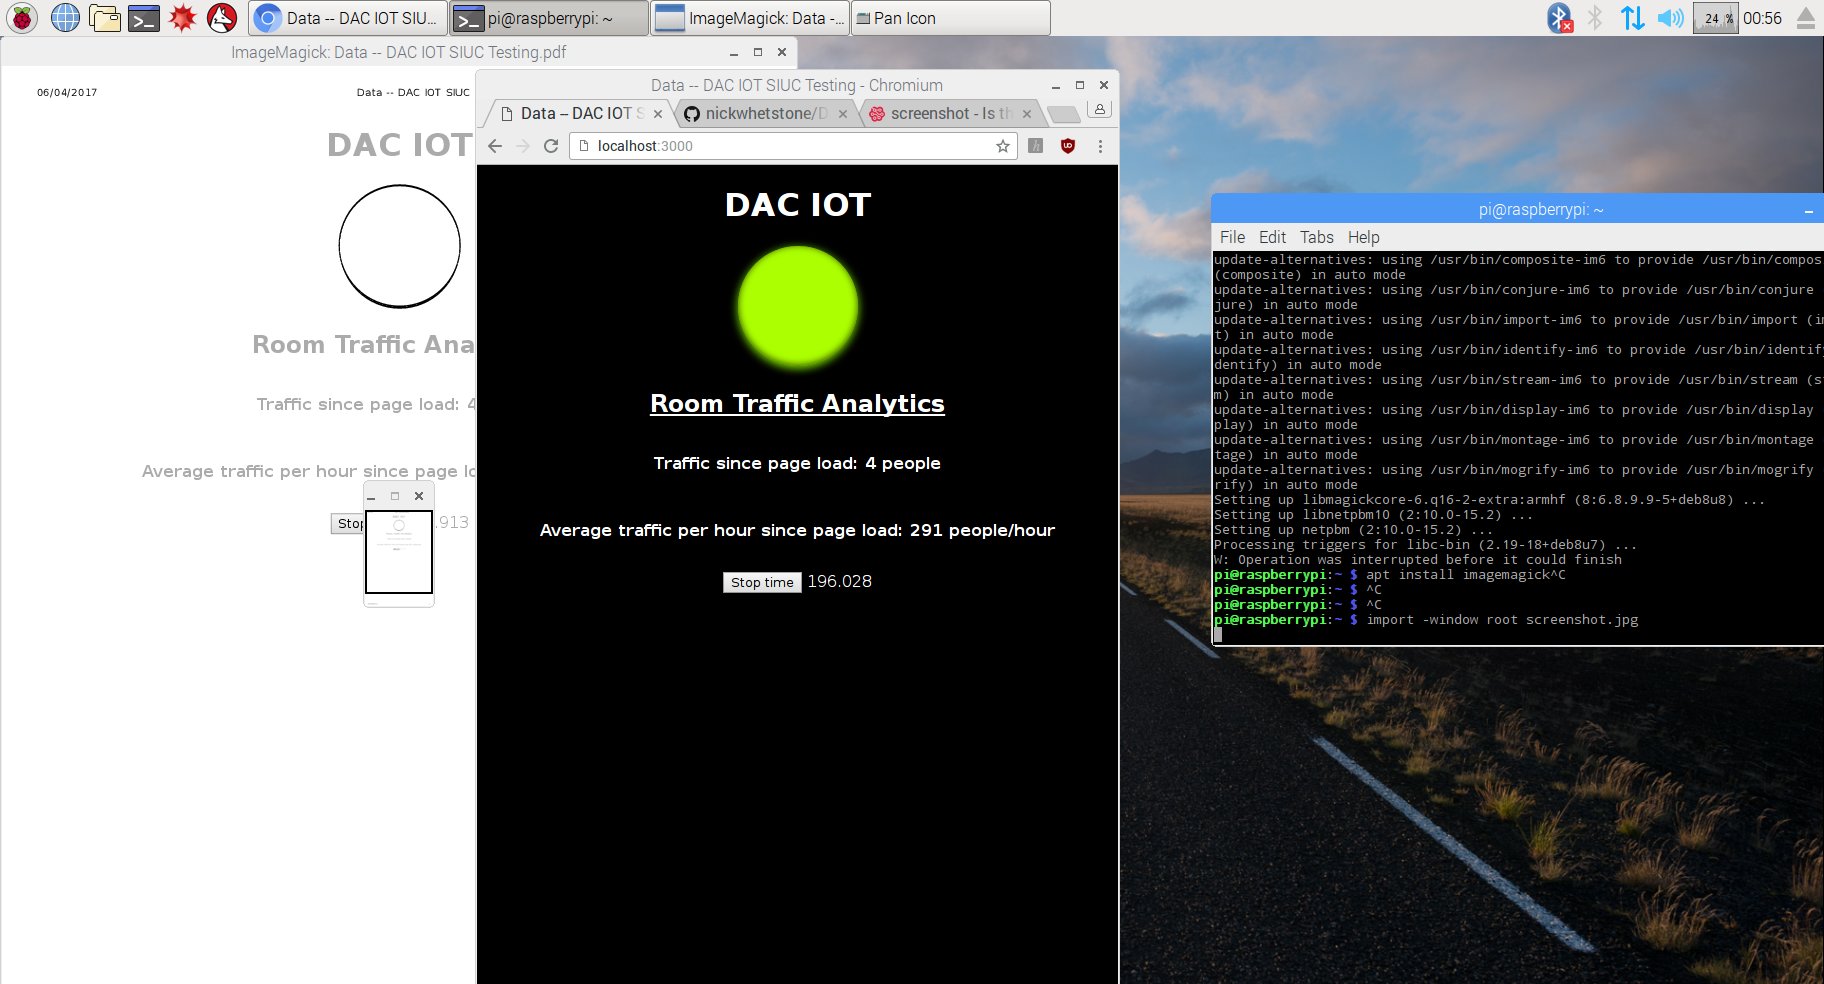 Data -- DAC IOT SIU...
pi@raspberrypi: ~
ImageMagick: Data -...
Pan Icon
24 %
00:56
ImageMagick: Data -- DAC IOT SIUC Testing.pdf
06/04/2017
Data -- DAC IOT SIUC
DAC IOT
Room Traffic Ana
Traffic since page load: 4
Average traffic per hour since page lo
Stop
.913
Data -- DAC IOT SIUC Testing - Chromium
Data – DAC IOT S
nickwhetstone/D
screenshot - Is th
localhost:3000
DAC IOT
Room Traffic Analytics
Traffic since page load: 4 people
Average traffic per hour since page load: 291 people/hour
Stop time 196.028
pi@raspberrypi: ~
File Edit Tabs Help
update-alternatives: using /usr/bin/composite-im6 to provide /usr/bin/compos
(composite) in auto mode
update-alternatives: using /usr/bin/conjure-im6 to provide /usr/bin/conjure
jure) in auto mode
update-alternatives: using /usr/bin/import-im6 to provide /usr/bin/import (im
t) in auto mode
update-alternatives: using /usr/bin/identify-im6 to provide /usr/bin/identify
dentify) in auto mode
update-alternatives: using /usr/bin/stream-im6 to provide /usr/bin/stream (st
m) in auto mode
update-alternatives: using /usr/bin/display-im6 to provide /usr/bin/display
play) in auto mode
update-alternatives: using /usr/bin/montage-im6 to provide /usr/bin/montage
tage) in auto mode
update-alternatives: using /usr/bin/mogrify-im6 to provide /usr/bin/mogrify
rify) in auto mode
Setting up libmagickcore-6.q16-2-extra:armhf (8:6.8.9.9-5+deb8u8) ...
Setting up libnetpbm10 (2:10.0-15.2) ...
Setting up netpbm (2:10.0-15.2) ...
Processing triggers for libc-bin (2.19-18+deb8u7) ...
W: Operation was interrupted before it could finish
pi@raspberrypi:~ $ apt install imagemagick^C
pi@raspberrypi:~ $ ^C
pi@raspberrypi:~ $ ^C
pi@raspberrypi:~ $ import -window root screenshot.jpg